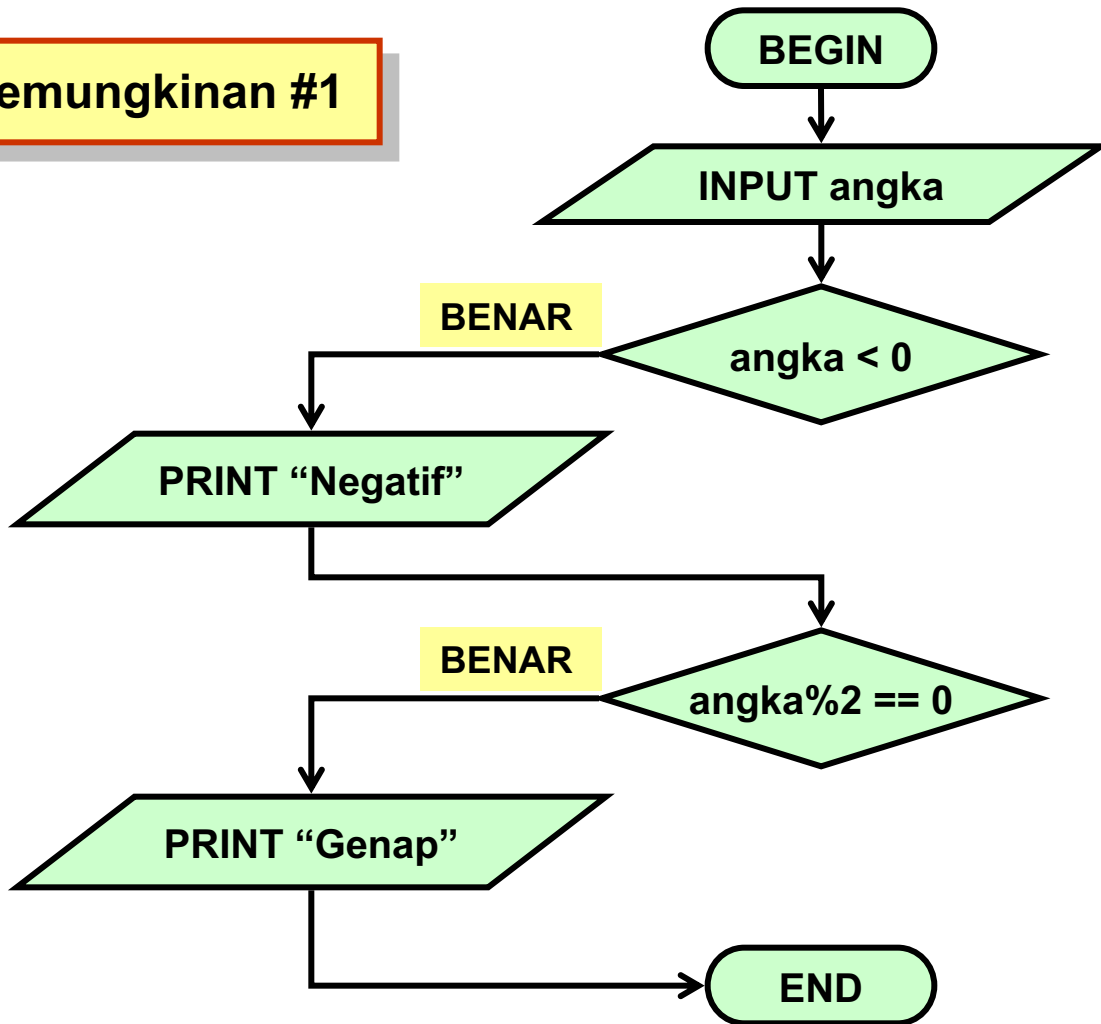 emungkinan #1
BEGIN
INPUT angka
BENAR
angka < 0
PRINT “Negatif”
BENAR
angka%2 == 0
PRINT “Genap”
END